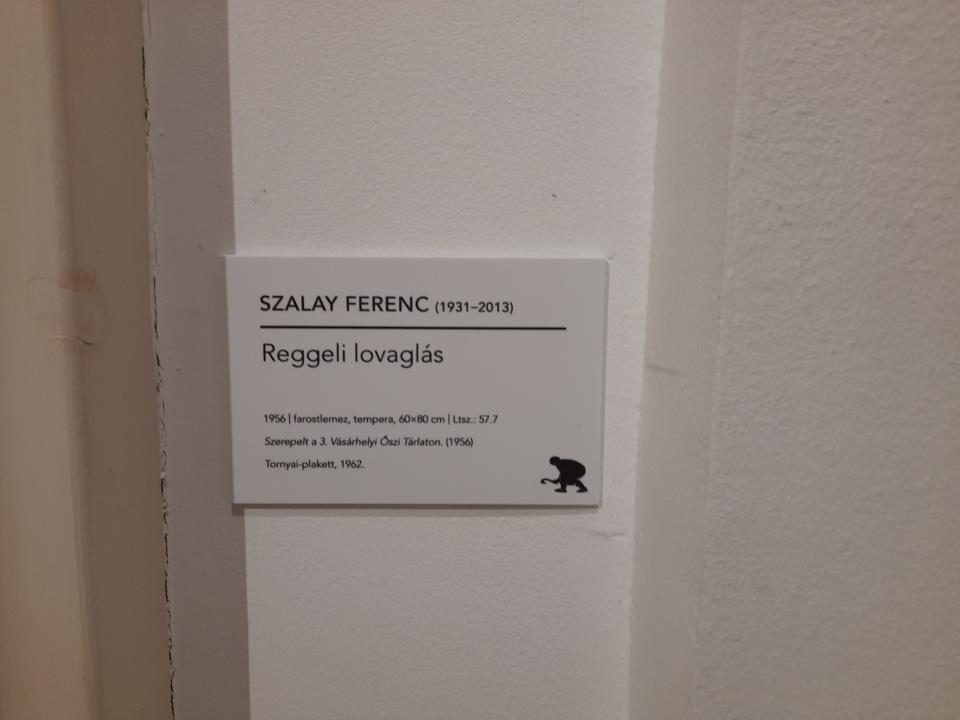 SZALAY FERENC (1931–2013)
Reggeli lovaglás
1956 | farostlemez, tempera, 60×80 cm | Ltsz.: 57.7
Szerepelt a 3. Vásárhelyi Őszi Tárlaton. (1956)
Tornyai-plakett, 1962.